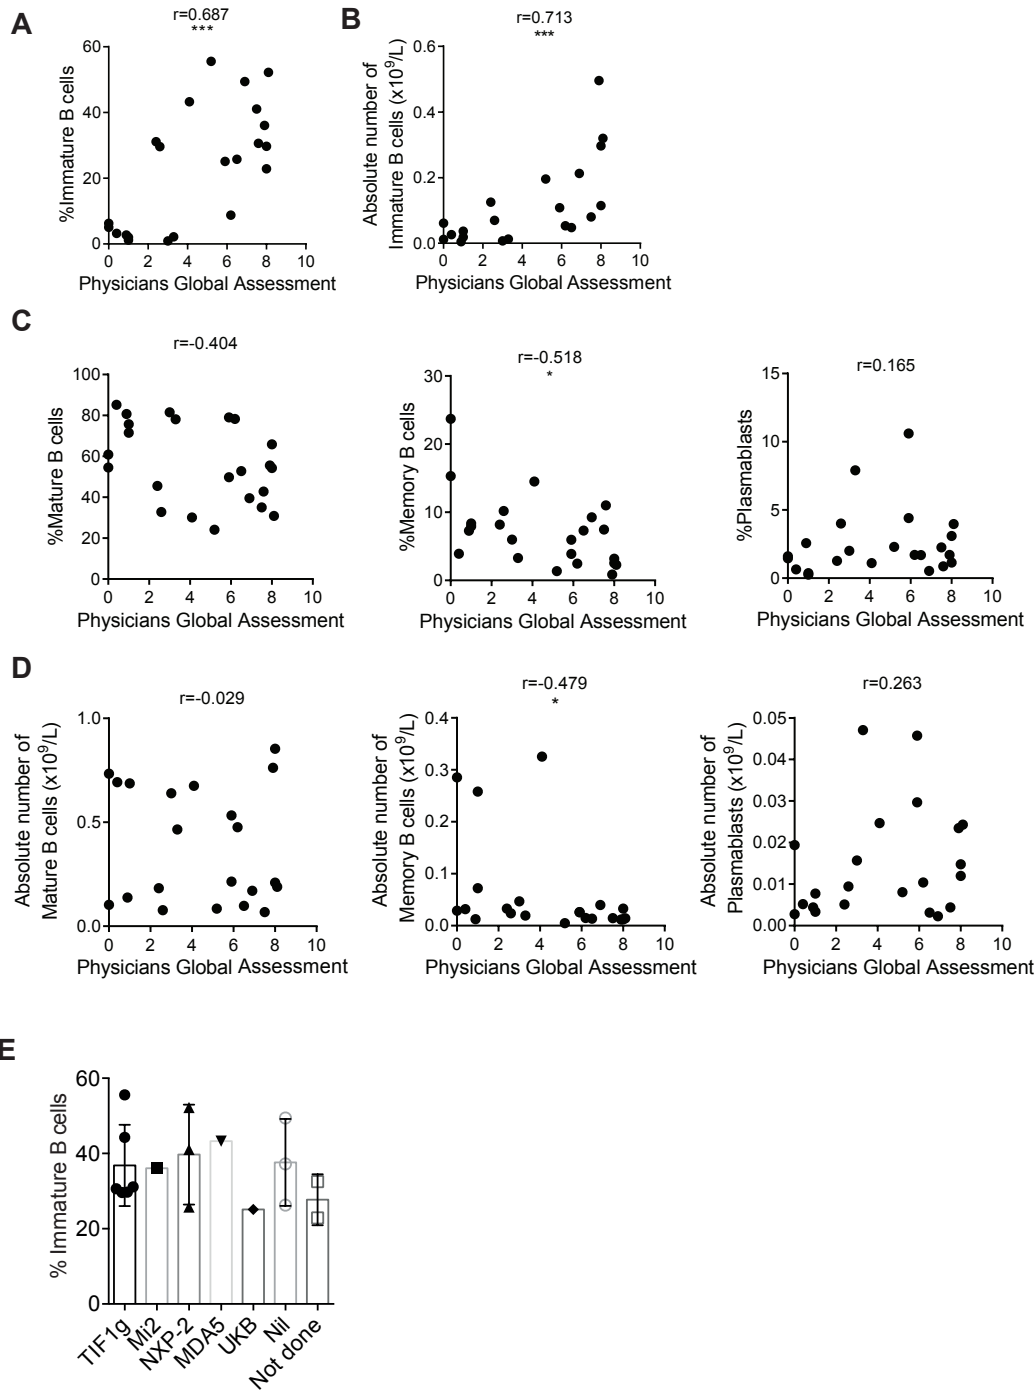 A
r=0.687
***
%Immature B cells
60
40
20
0
0 2 4 6 8 10
Physicians Global Assessment
B
r=0.713
***
Absolute number of
Immature B cells (x10⁹/L)
0.6
0.4
0.2
0.0
0 2 4 6 8 10
Physicians Global Assessment
C
r=-0.404
%Mature B cells
100
80
60
40
20
0
0 2 4 6 8 10
Physicians Global Assessment
r=-0.518
*
%Memory B cells
30
20
10
0
0 2 4 6 8 10
Physicians Global Assessment
r=0.165
%Plasmablasts
15
10
5
0
0 2 4 6 8 10
Physicians Global Assessment
D
r=-0.029
Absolute number of
Mature B cells (x10⁹/L)
1.0
0.5
0.0
0 2 4 6 8 10
Physicians Global Assessment
r=-0.479
*
Absolute number of
Memory B cells (x10⁹/L)
0.4
0.3
0.2
0.1
0.0
0 2 4 6 8 10
Physicians Global Assessment
r=0.263
Absolute number of
Plasmablasts (x10⁹/L)
0.05
0.04
0.03
0.02
0.01
0.00
0 2 4 6 8 10
Physicians Global Assessment
E
% Immature B cells
60
40
20
0
TIF1g
Mi2
NXP-2
MDA5
UKB
Nil
Not done